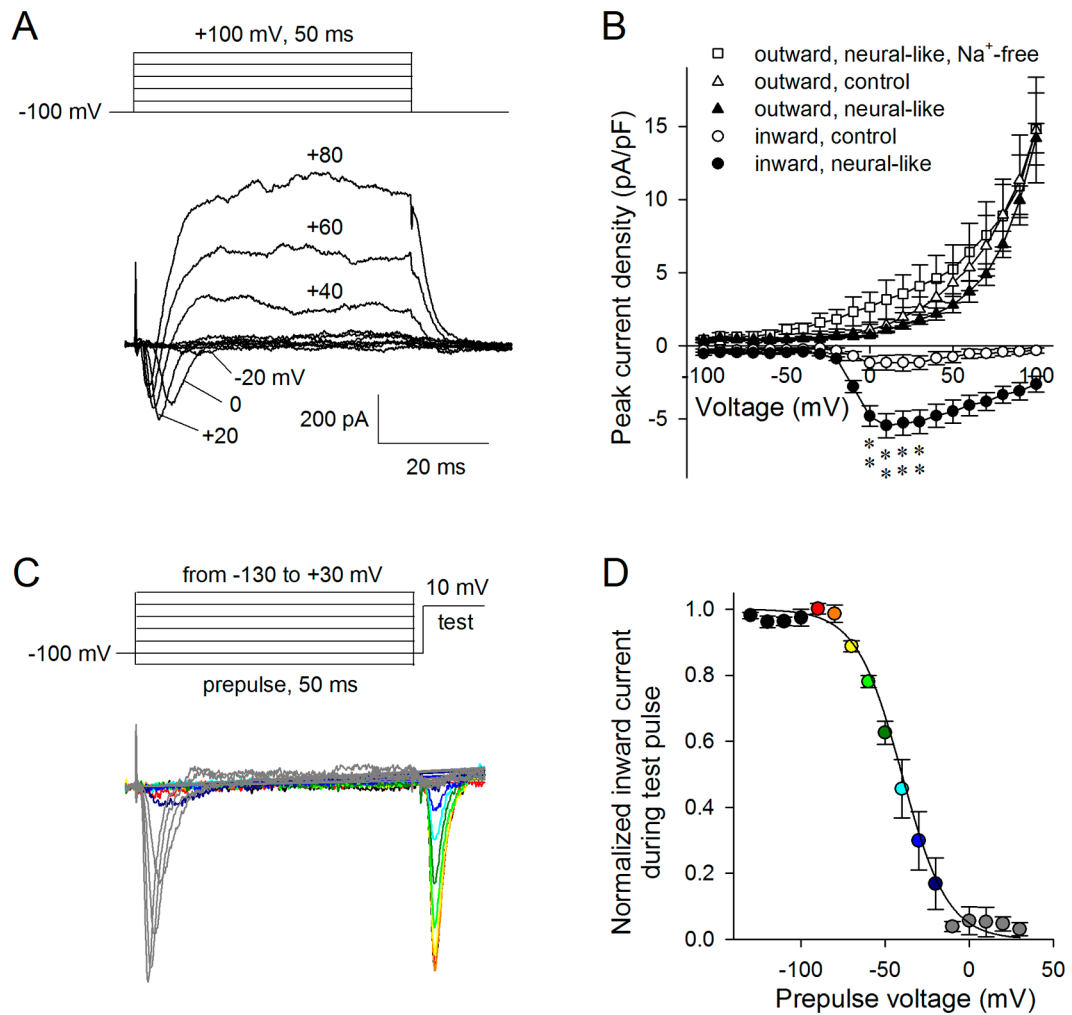 A
+100 mV, 50 ms
-100 mV
+80
+60
+40
-20 mV
0
+20
200 pA
20 ms
B
outward, neural-like, Na+-free
outward, control
outward, neural-like
inward, control
inward, neural-like
Peak current density (pA/pF)
15
10
5
0
-5
-100
-50
0
50
100
Voltage (mV)
* * * *
* * * *
C
from -130 to +30 mV
10 mV
test
-100 mV
prepulse, 50 ms
D
Normalized inward current
during test pulse
1.0
0.8
0.6
0.4
0.2
0.0
-100
-50
0
50
Prepulse voltage (mV)